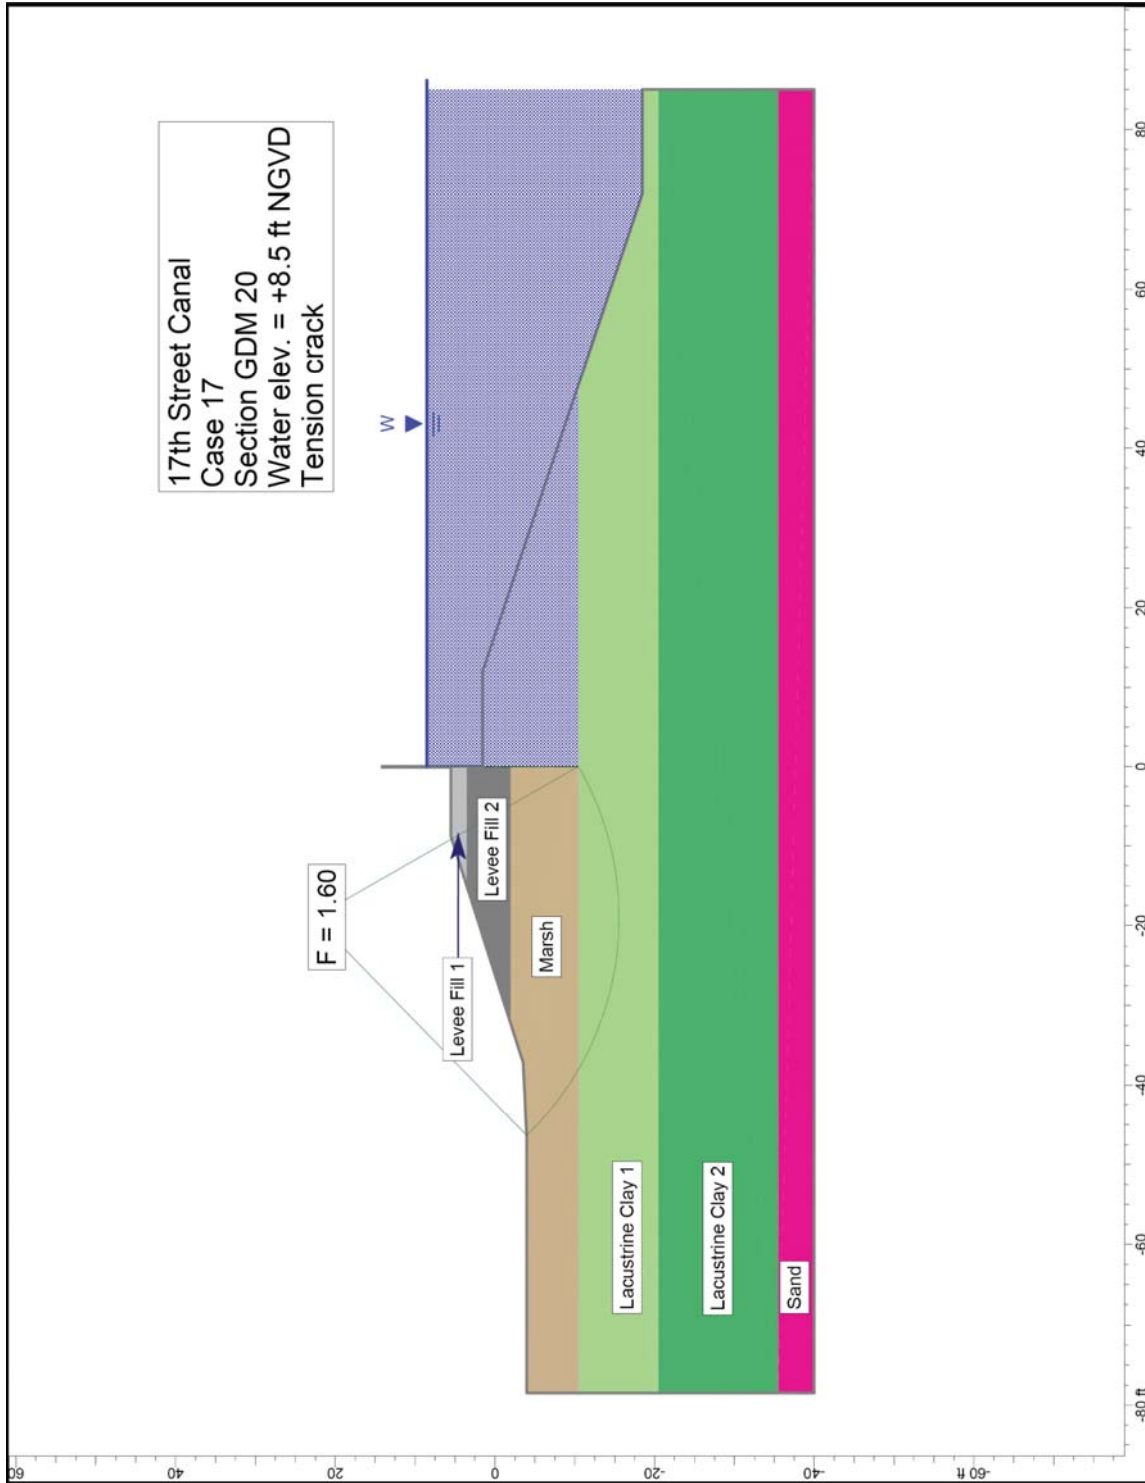 17th Street Canal
Case 17
Section GDM 20
Water elev. = +8.5 ft NGVD
Tension crack
W
F = 1.60
Levee Fill 1
Levee Fill 2
Marsh
Lacustrine Clay 1
Lacustrine Clay 2
Sand
60
40
20
0
-20
-40
-60 ft
-80 ft
-60
-40
-20
0
20
40
60
80